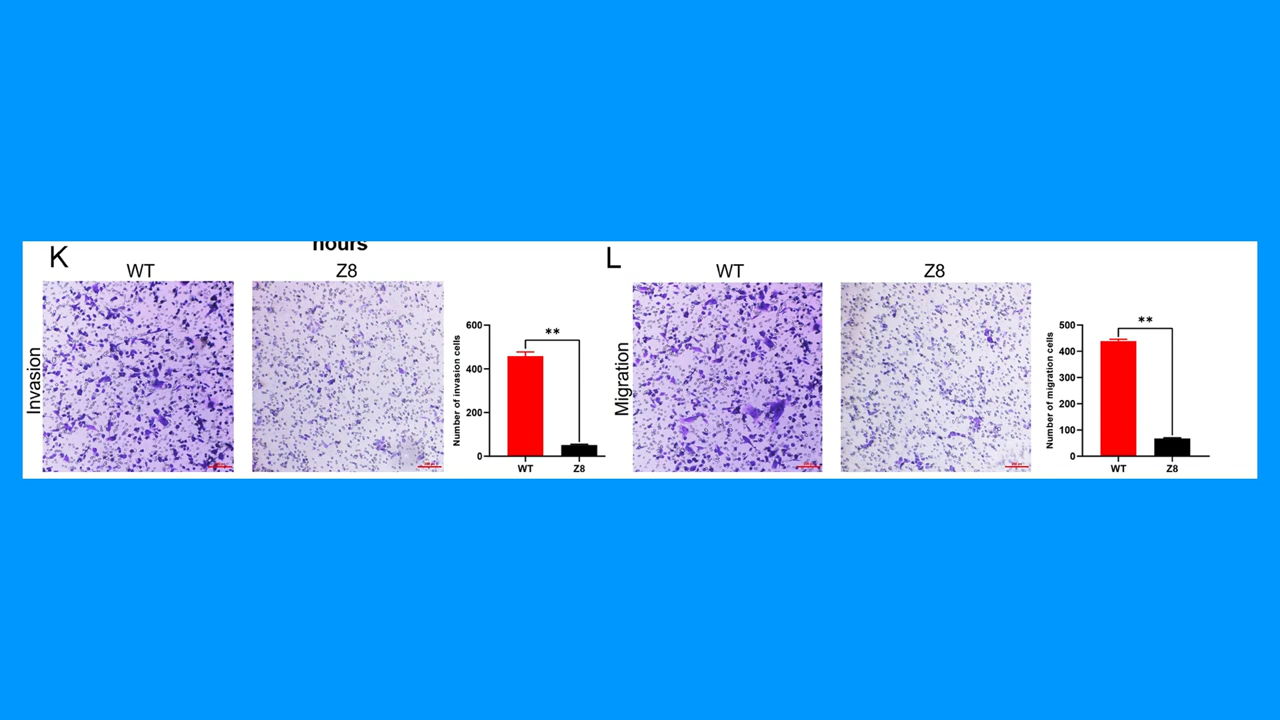 hours
K
WT
Z8
Invasion
Number of invasion cells
600
400
200
0
**
WT
Z8
L
WT
Z8
Migration
Number of migration cells
500
400
300
200
100
0
**
WT
Z8